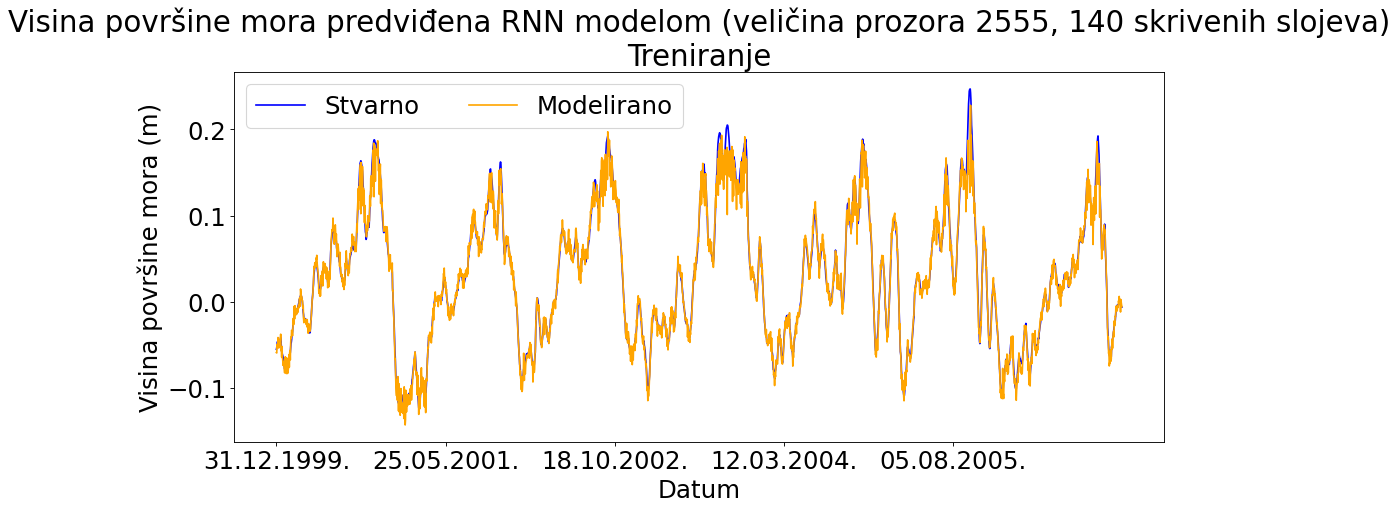 Visina površine mora predviđena RNN modelom (veličina prozora 2555, 140 skrivenih slojeva)
Treniranje
Stvarno Modelirano
Visina površine mora (m)
0.2
0.1
0.0
−0.1
31.12.1999. 25.05.2001. 18.10.2002. 12.03.2004. 05.08.2005.
Datum